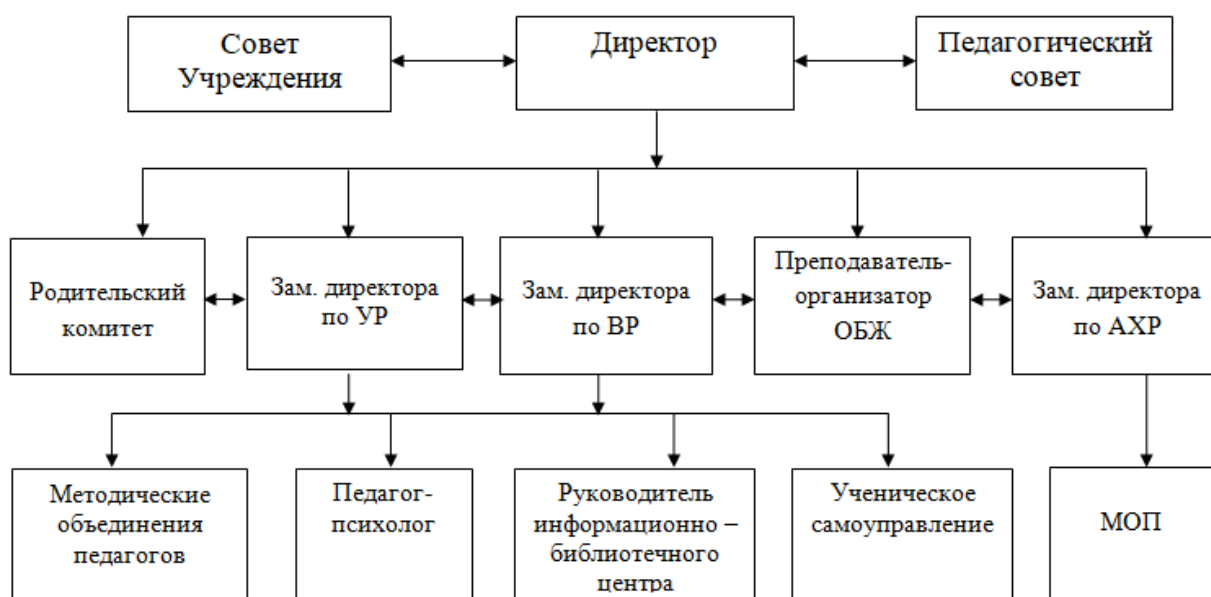 Совет
Учреждения
Директор
Педагогический
совет
Родительский
комитет
Зам. директора
по УР
Зам. директора
по ВР
Преподаватель-
организатор
ОБЖ
Зам. директора
по АХР
Методические
объединения
педагогов
Педагог-
психолог
Руководитель
информационно –
библиотечного
центра
Ученическое
самоуправление
МОП